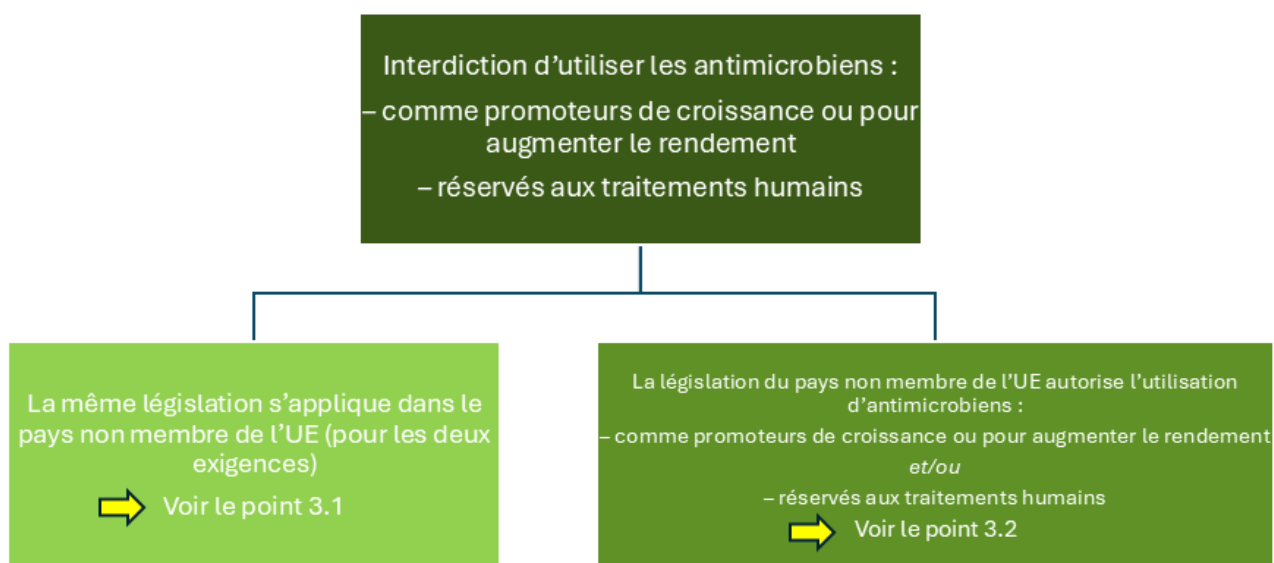 Interdiction d’utiliser les antimicrobiens :
– comme promoteurs de croissance ou pour
augmenter le rendement
– réservés aux traitements humains
La même législation s’applique dans le
pays non membre de l’UE (pour les deux
exigences)
Voir le point 3.1
La législation du pays non membre de l’UE autorise l’utilisation
d’antimicrobiens :
– comme promoteurs de croissance ou pour augmenter le rendement
et/ou
– réservés aux traitements humains
Voir le point 3.2